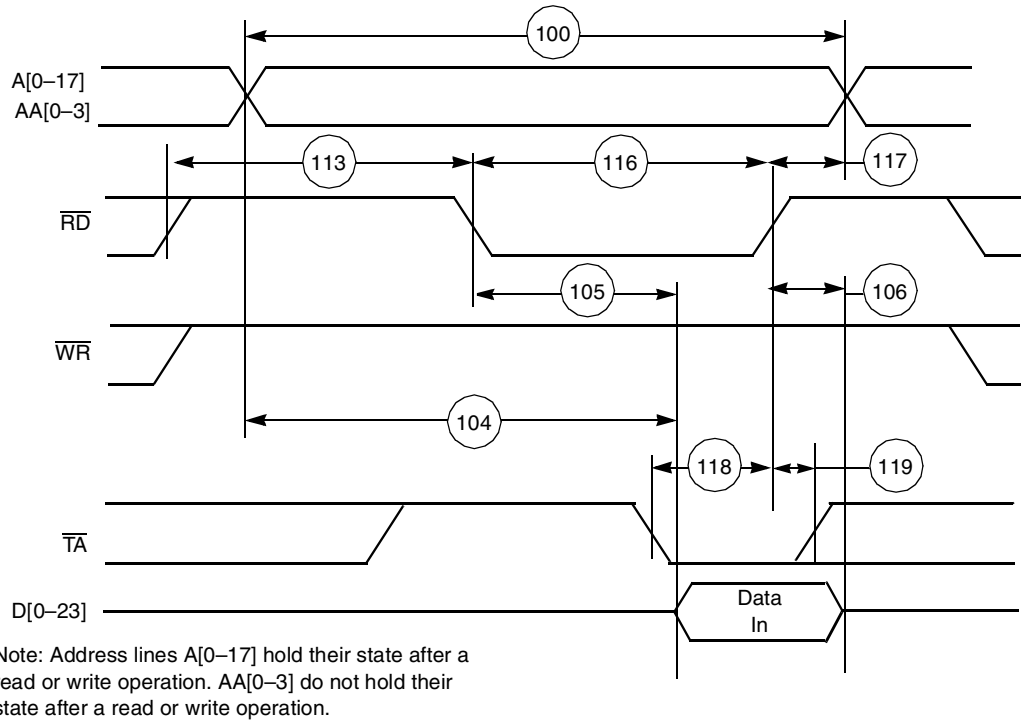 100
A[0–17]
AA[0–3]
113
116
117
RD
105
106
WR
104
118
119
TA
D[0–23]
Data
In
Note: Address lines A[0–17] hold their state after a
read or write operation. AA[0–3] do not hold their
state after a read or write operation.